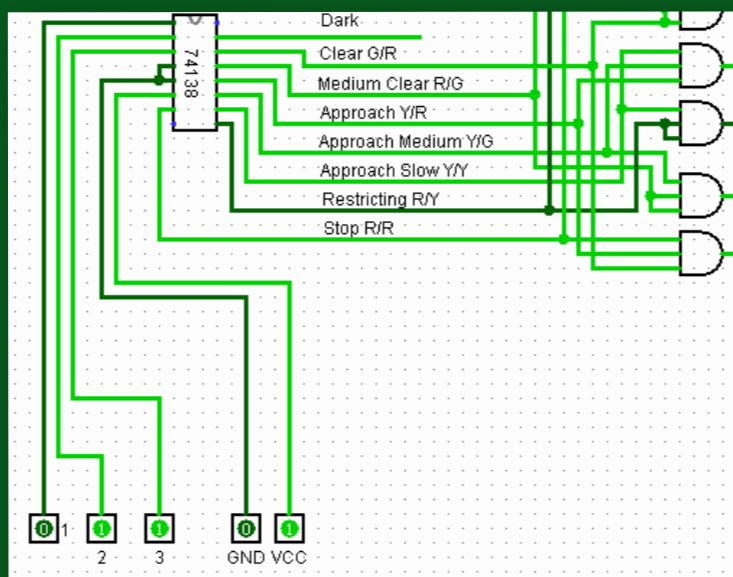 Dark
Clear G/R
Medium Clear R/G
Approach Y/R
Approach Medium Y/G
Approach Slow Y/Y
Restricting R/Y
Stop R/R
74138
0 1
1
1
0
1
2
3
GND
VCC